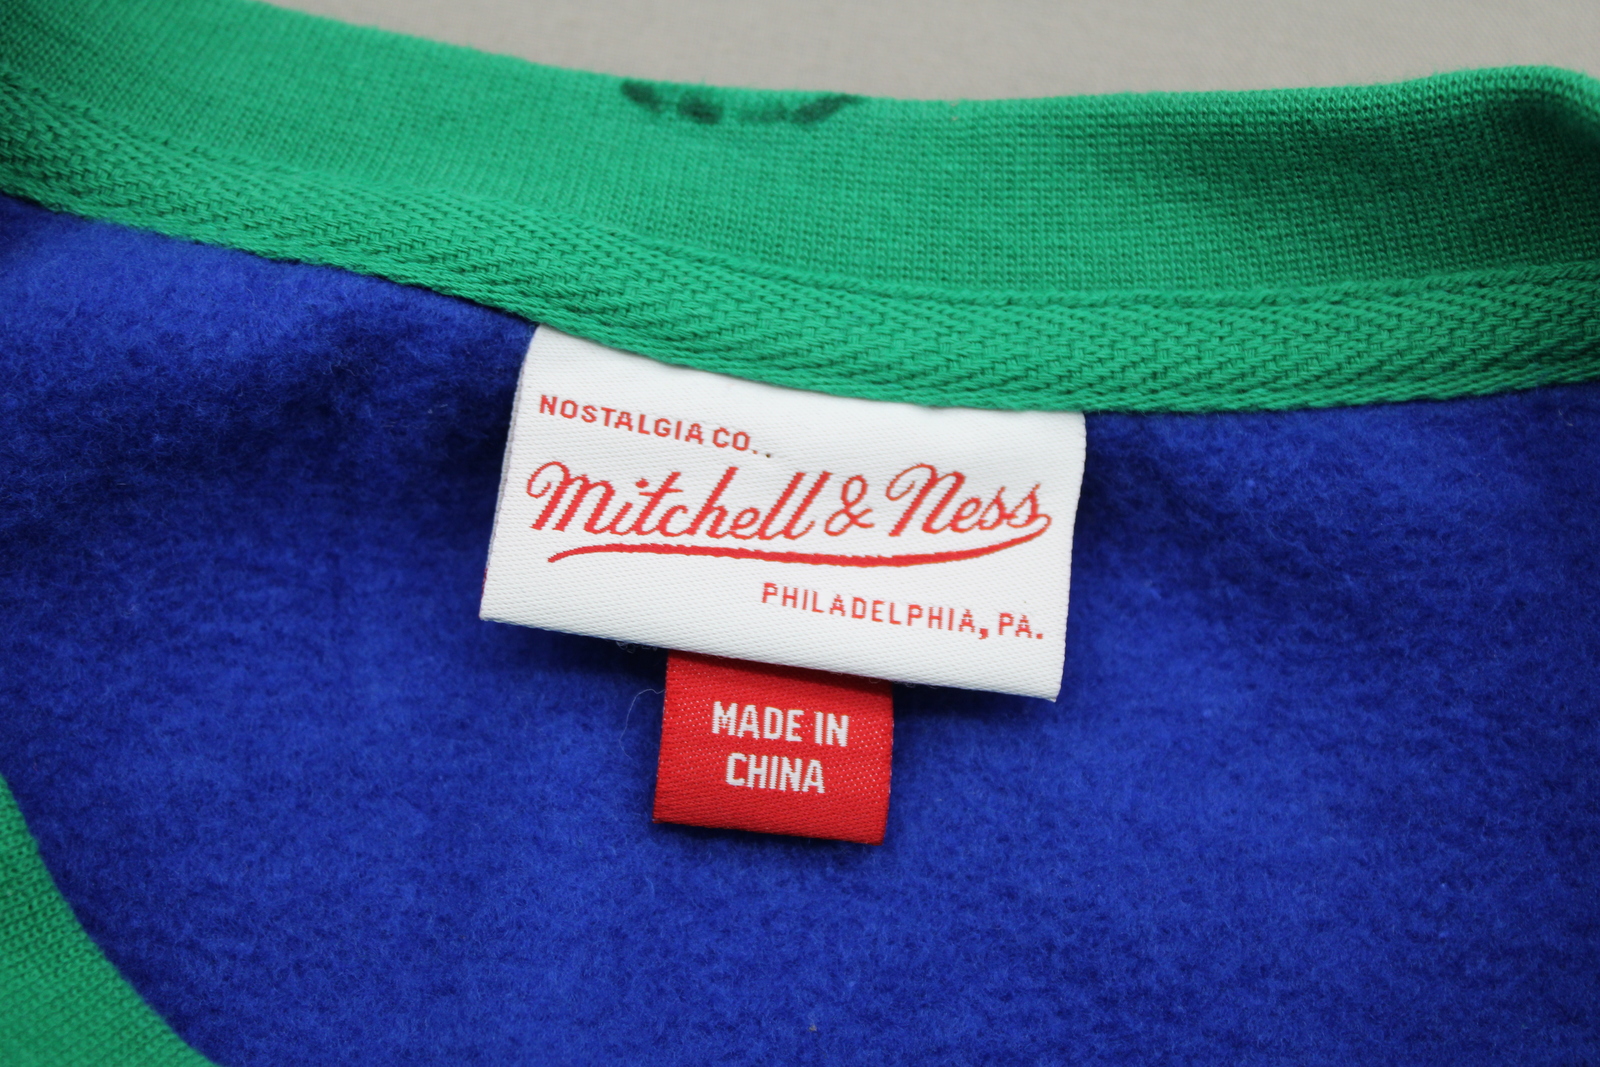 NOSTALGIA CO.
Mitchell & Ness
PHILADELPHIA, PA.
MADE IN
CHINA